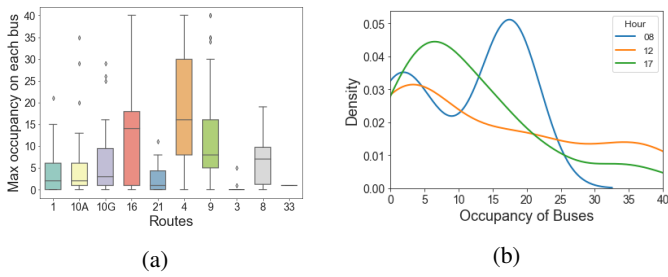 Max occupancy on each bus
40
35
30
25
20
15
10
5
0
1 10A 10G 16 21 4 9 3 8 33
Routes
(a)
Density
0.05
0.04
0.03
0.02
0.01
0.00
0 5 10 15 20 25 30 35 40
Occupancy of Buses
Hour
08
12
17
(b)